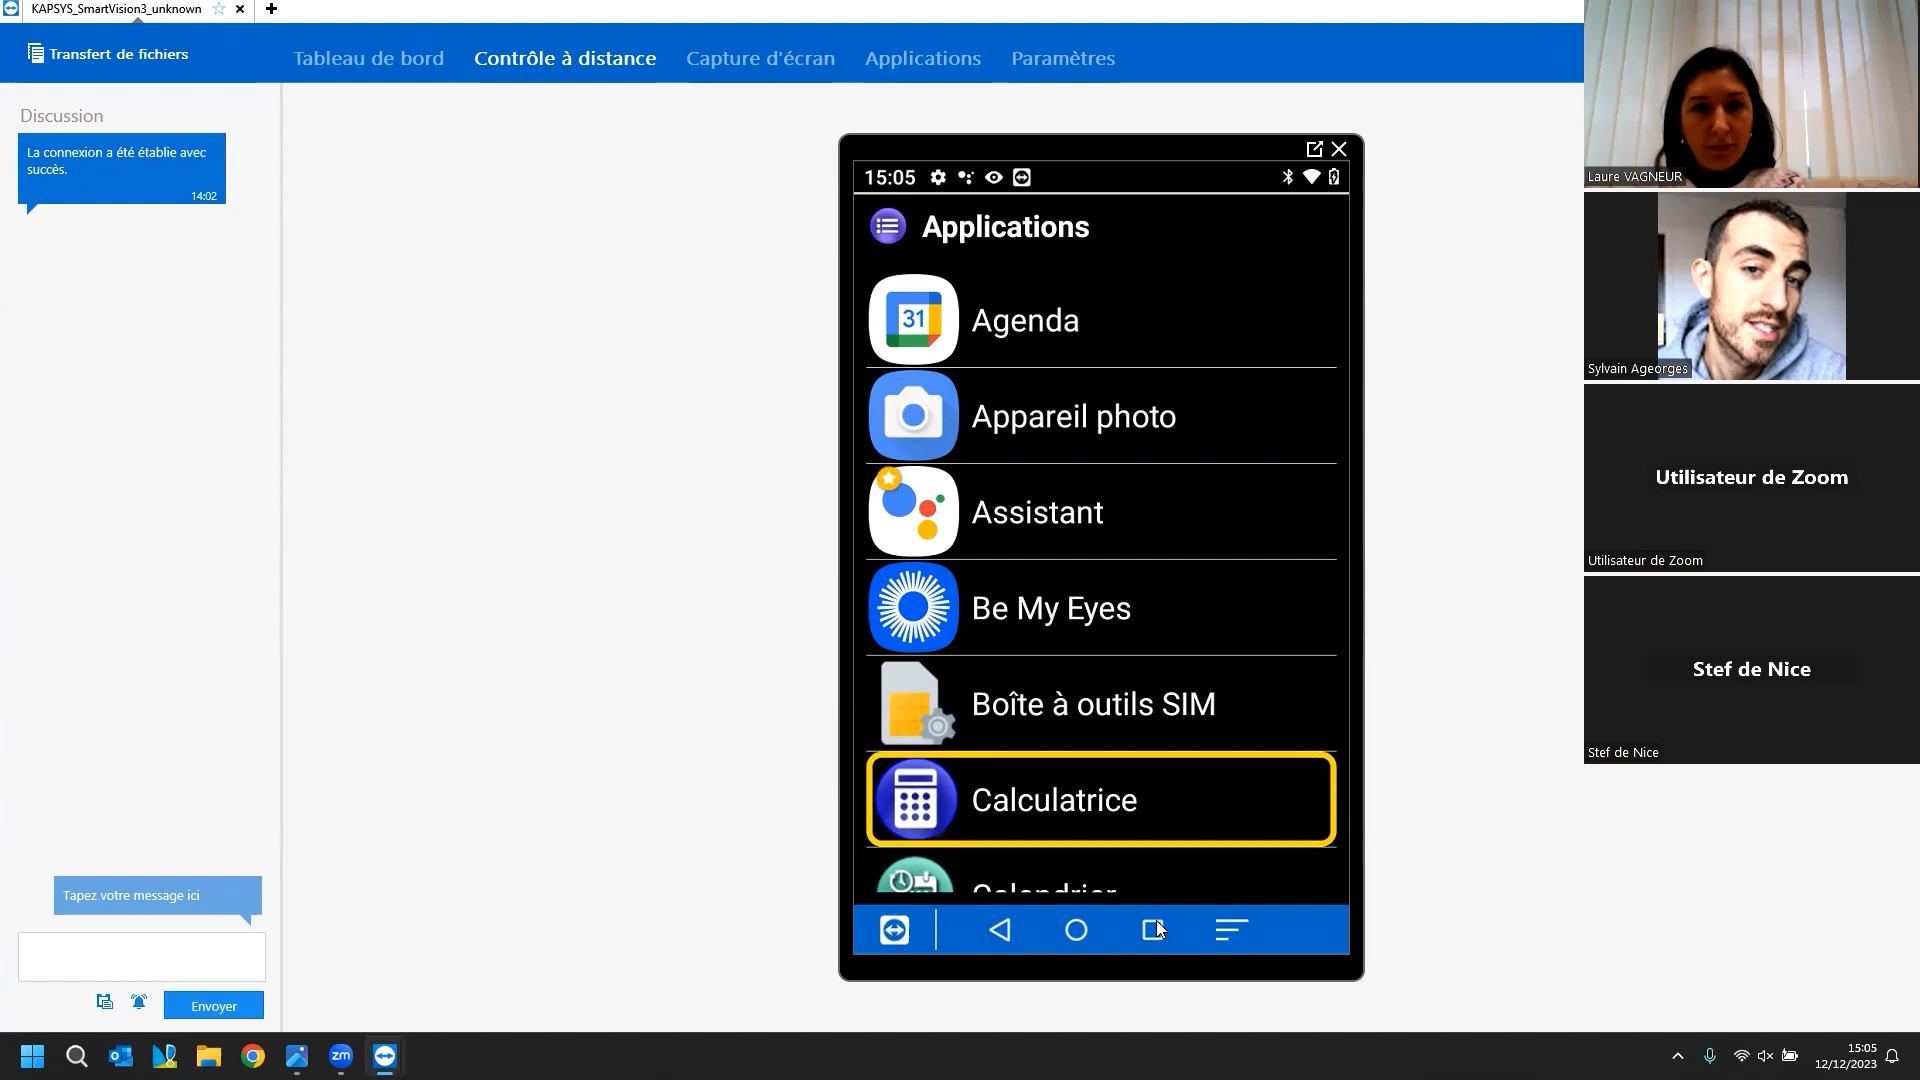 KAPSYS_SmartVision3_unknown
Transfert de fichiers
Tableau de bord
Contrôle à distance
Capture d'écran
Applications
Paramètres
Discussion
La connexion a été établie avec
succès.
14:02
Tapez votre message ici
Envoyer
15:05
Applications
31
Agenda
Appareil photo
Assistant
Be My Eyes
Boîte à outils SIM
Calculatrice
Calendrier
Laure VAGNEUR
Sylvain Ageorges
Utilisateur de Zoom
Utilisateur de Zoom
Stef de Nice
Stef de Nice
zm
15:05
12/12/2023